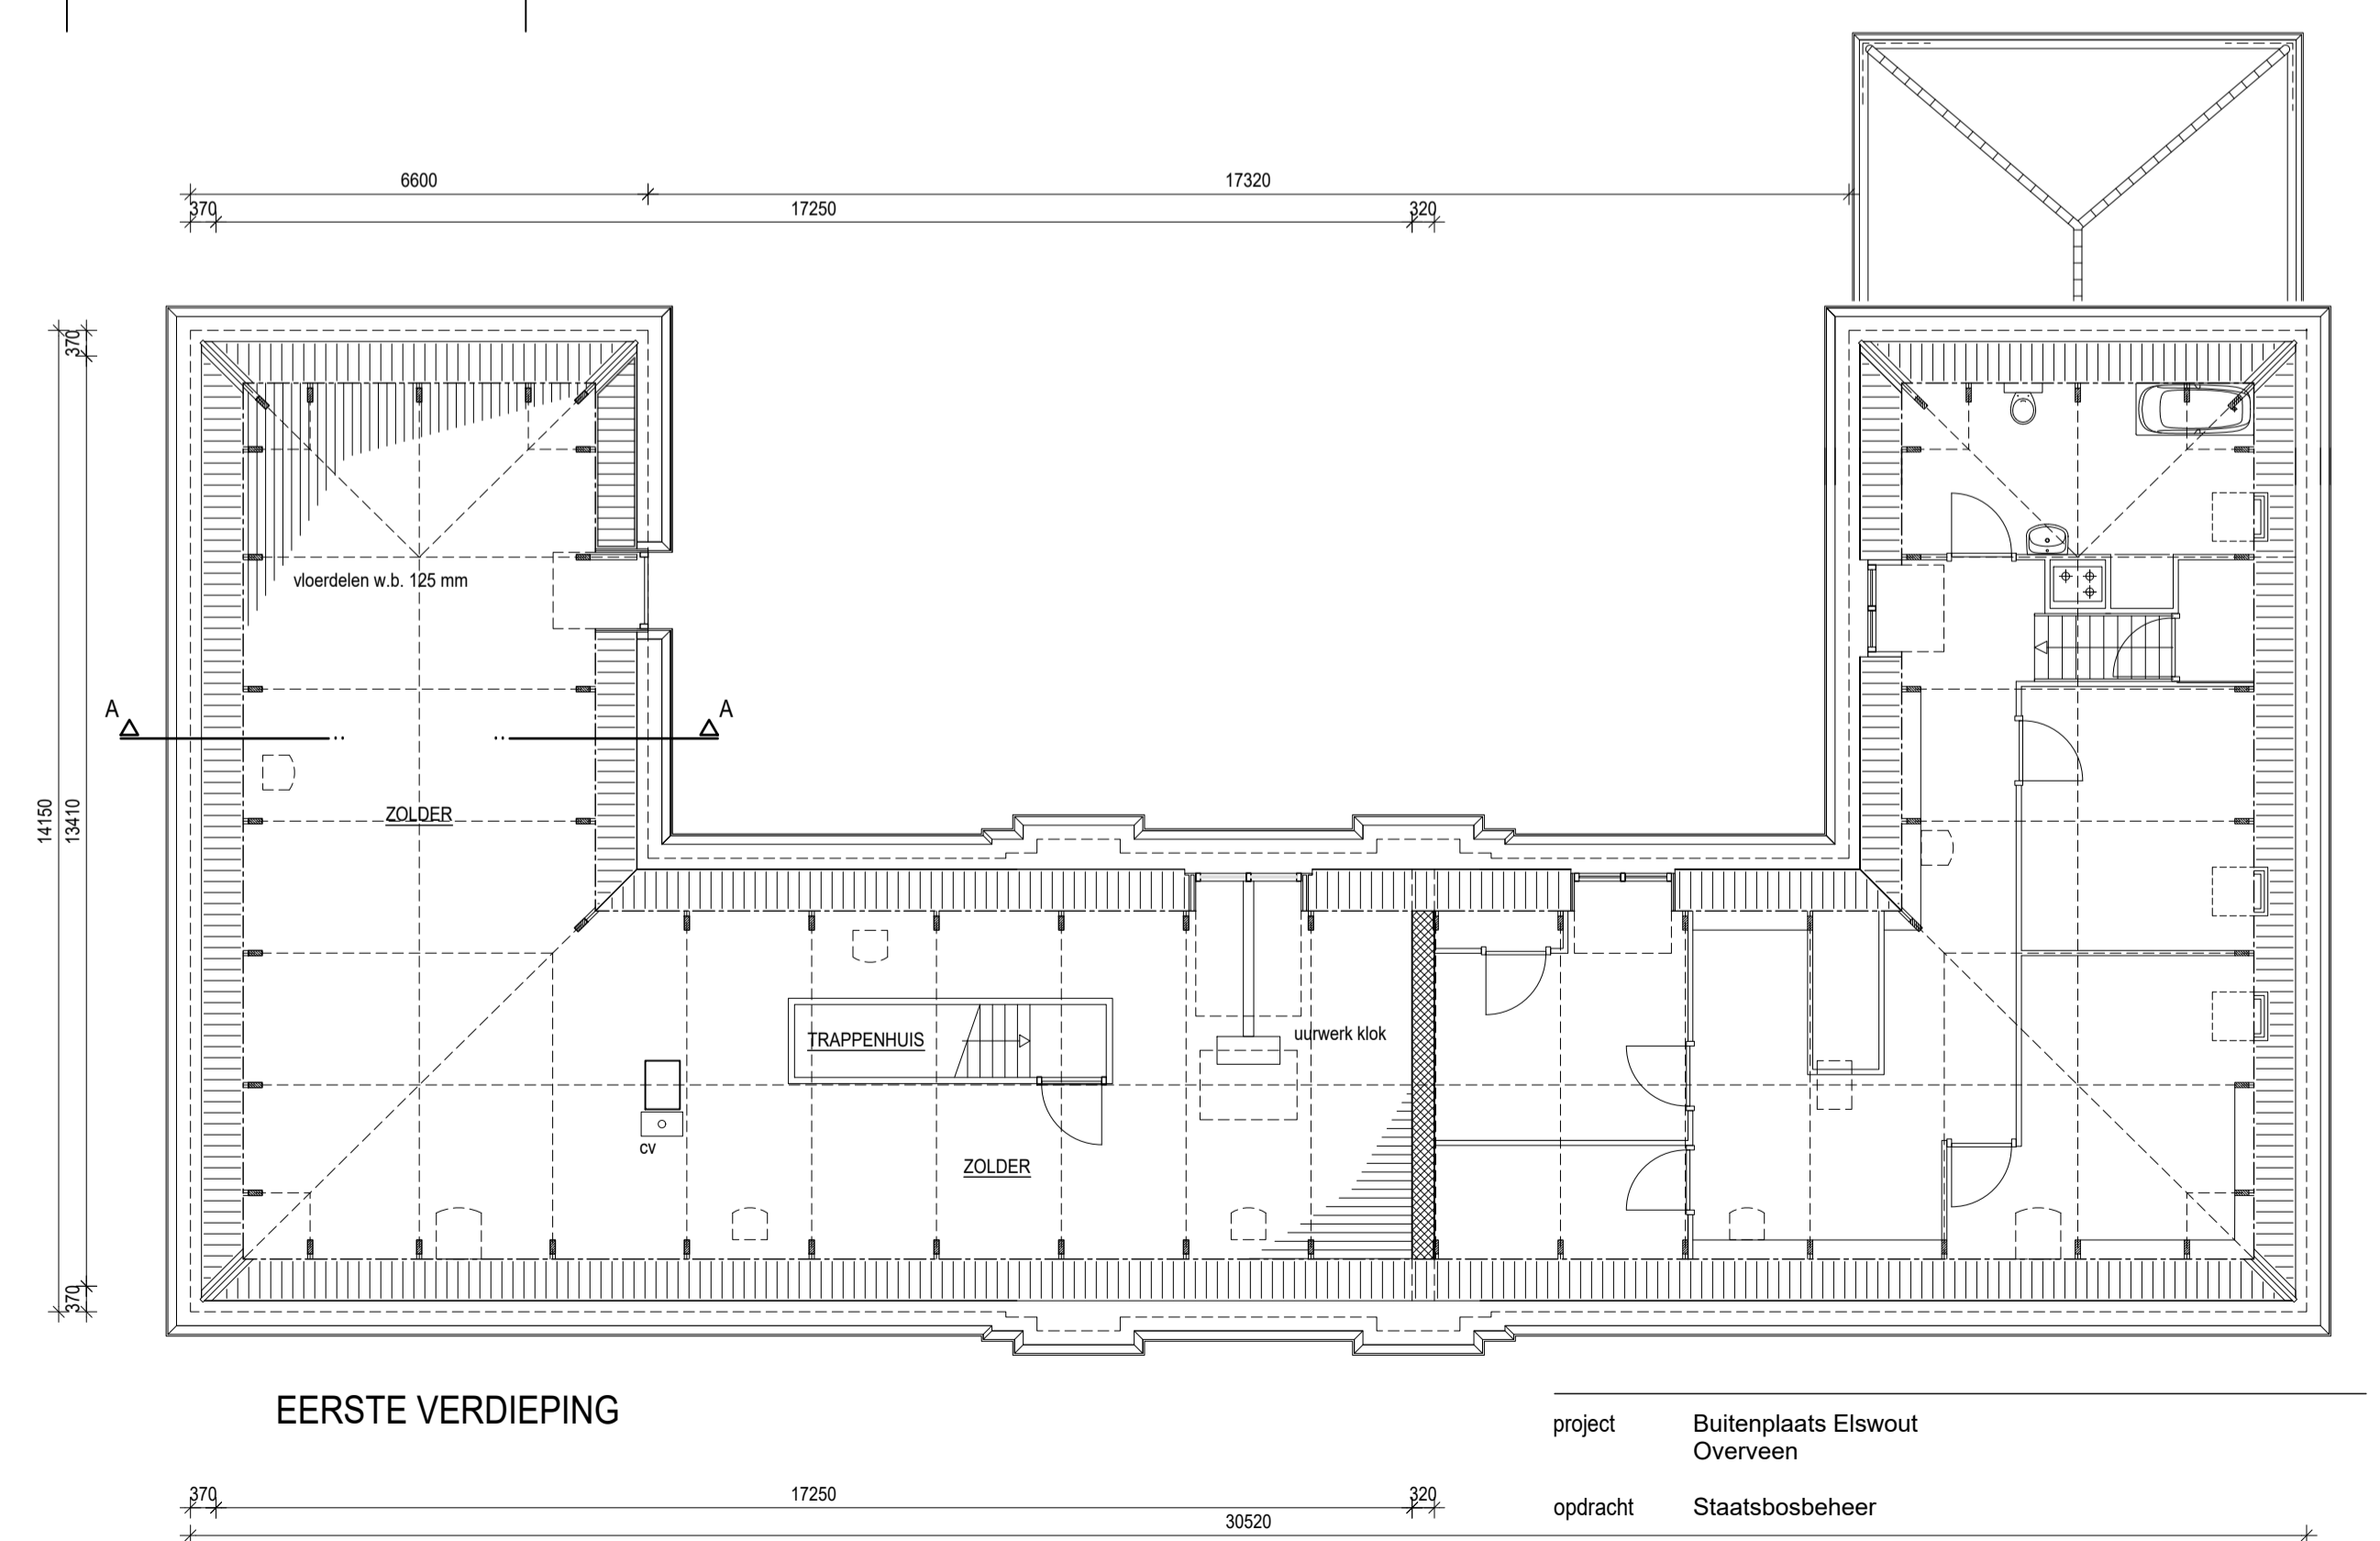 6600
17320
370
17250
320
370
vloerdelen w.b. 125 mm
A
A
14150
13410
ZOLDER
TRAPPENHUIS
uurwerk klok
cv
ZOLDER
370
EERSTE VERDIEPING
project Buitenplaats Elswout
Overveen
370
17250
320
opdracht Staatsbosbeheer
30520